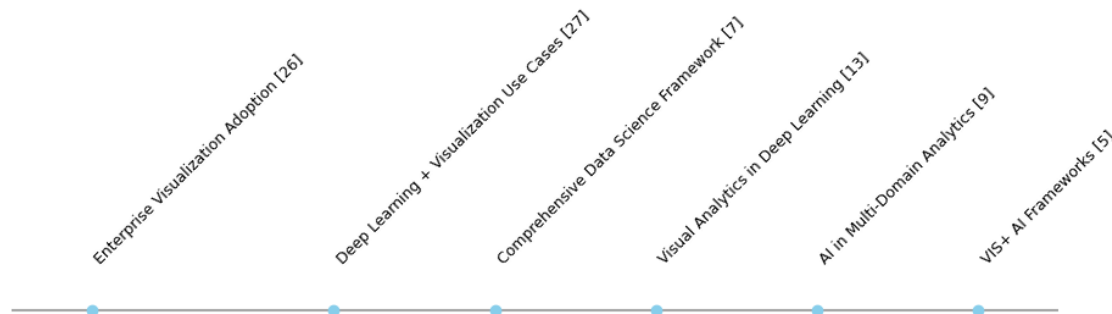 Enterprise Visualization Adoption [26]
Deep Learning + Visualization Use Cases [27]
Comprehensive Data Science Framework [7]
Visual Analytics in Deep Learning [13]
AI in Multi-Domain Analytics [9]
VIS+ AI Frameworks [5]